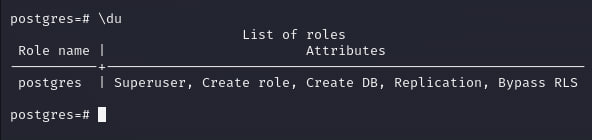 postgres=# \du
List of roles
Role name | Attributes
-----------+------------------------------------------------------------
postgres | Superuser, Create role, Create DB, Replication, Bypass RLS
postgres=#